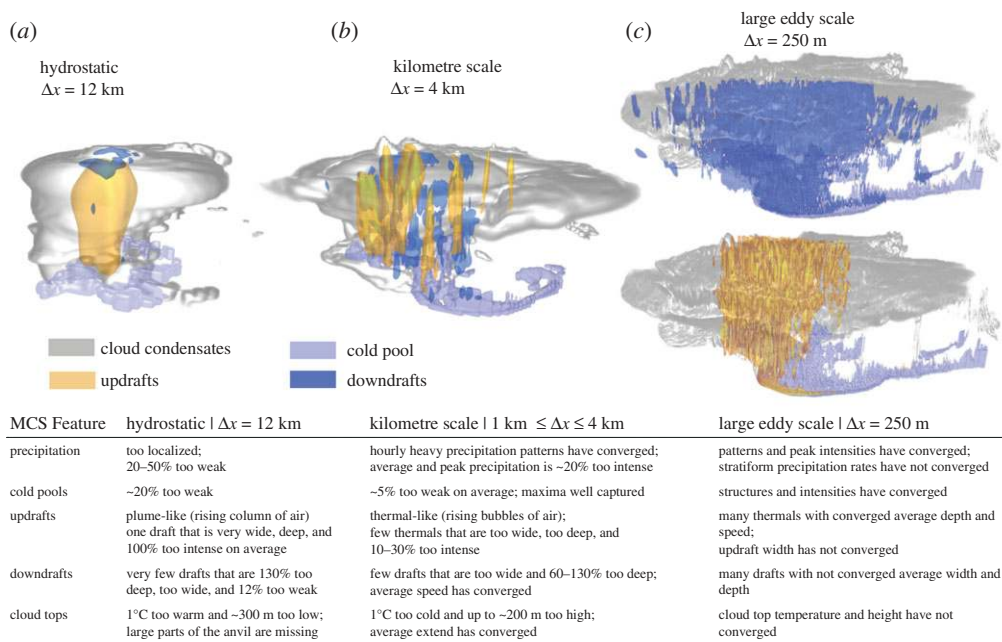 (a)
hydrostatic
Δx = 12 km
(b)
kilometre scale
Δx = 4 km
(c)
large eddy scale
Δx = 250 m
cloud condensates
updrafts
cold pool
downdrafts
MCS Feature hydrostatic | Δx = 12 km kilometre scale | 1 km ≤ Δx ≤ 4 km large eddy scale | Δx = 250 m
precipitation too localized; hourly heavy precipitation patterns have converged; patterns and peak intensities have converged;
20–50% too weak average and peak precipitation is ~20% too intense stratiform precipitation rates have not converged
cold pools ~20% too weak ~5% too weak on average; maxima well captured structures and intensities have converged
updrafts plume-like (rising column of air) thermal-like (rising bubbles of air); many thermals with converged average depth and
one draft that is very wide, deep, and few thermals that are too wide, too deep, and speed;
100% too intense on average 10–30% too intense updraft width has not converged
downdrafts very few drafts that are 130% too few drafts that are too wide and 60–130% too deep; many drafts with not converged average width and
deep, too wide, and 12% too weak average speed has converged depth
cloud tops 1°C too warm and ~300 m too low; 1°C too cold and up to ~200 m too high; cloud top temperature and height have not
large parts of the anvil are missing average extend has converged converged